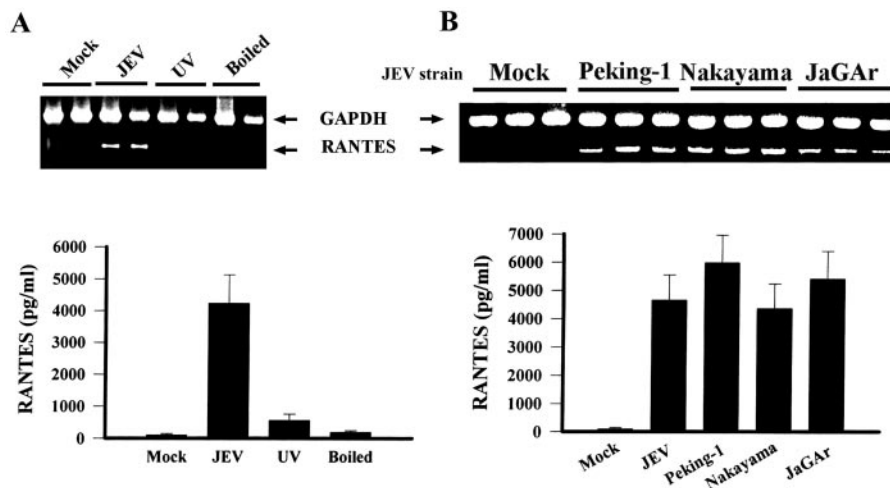 A
Mock JEV UV Boiled
GAPDH
RANTES
B
JEV strain Mock Peking-1 Nakayama JaGAr
RANTES (pg/ml)
6000
5000
4000
3000
2000
1000
0
Mock JEV UV Boiled
RANTES (pg/ml)
7000
6000
5000
4000
3000
2000
1000
0
Mock JEV Peking-1 Nakayama JaGAr